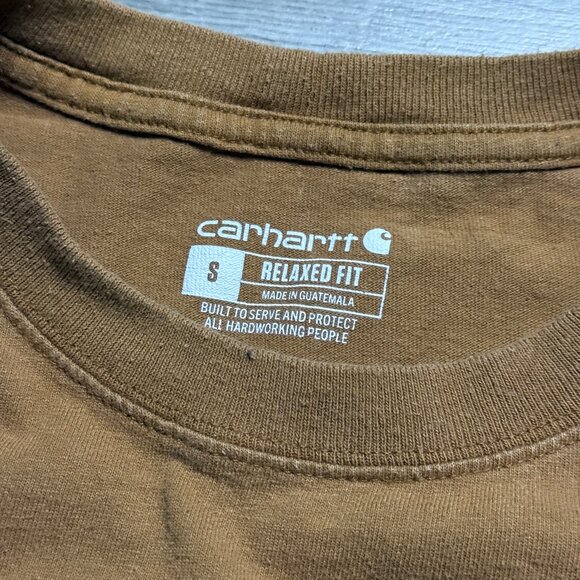 carhartt
S RELAXED FIT
MADE IN GUATEMALA
BUILT TO SERVE AND PROTECT
ALL HARDWORKING PEOPLE